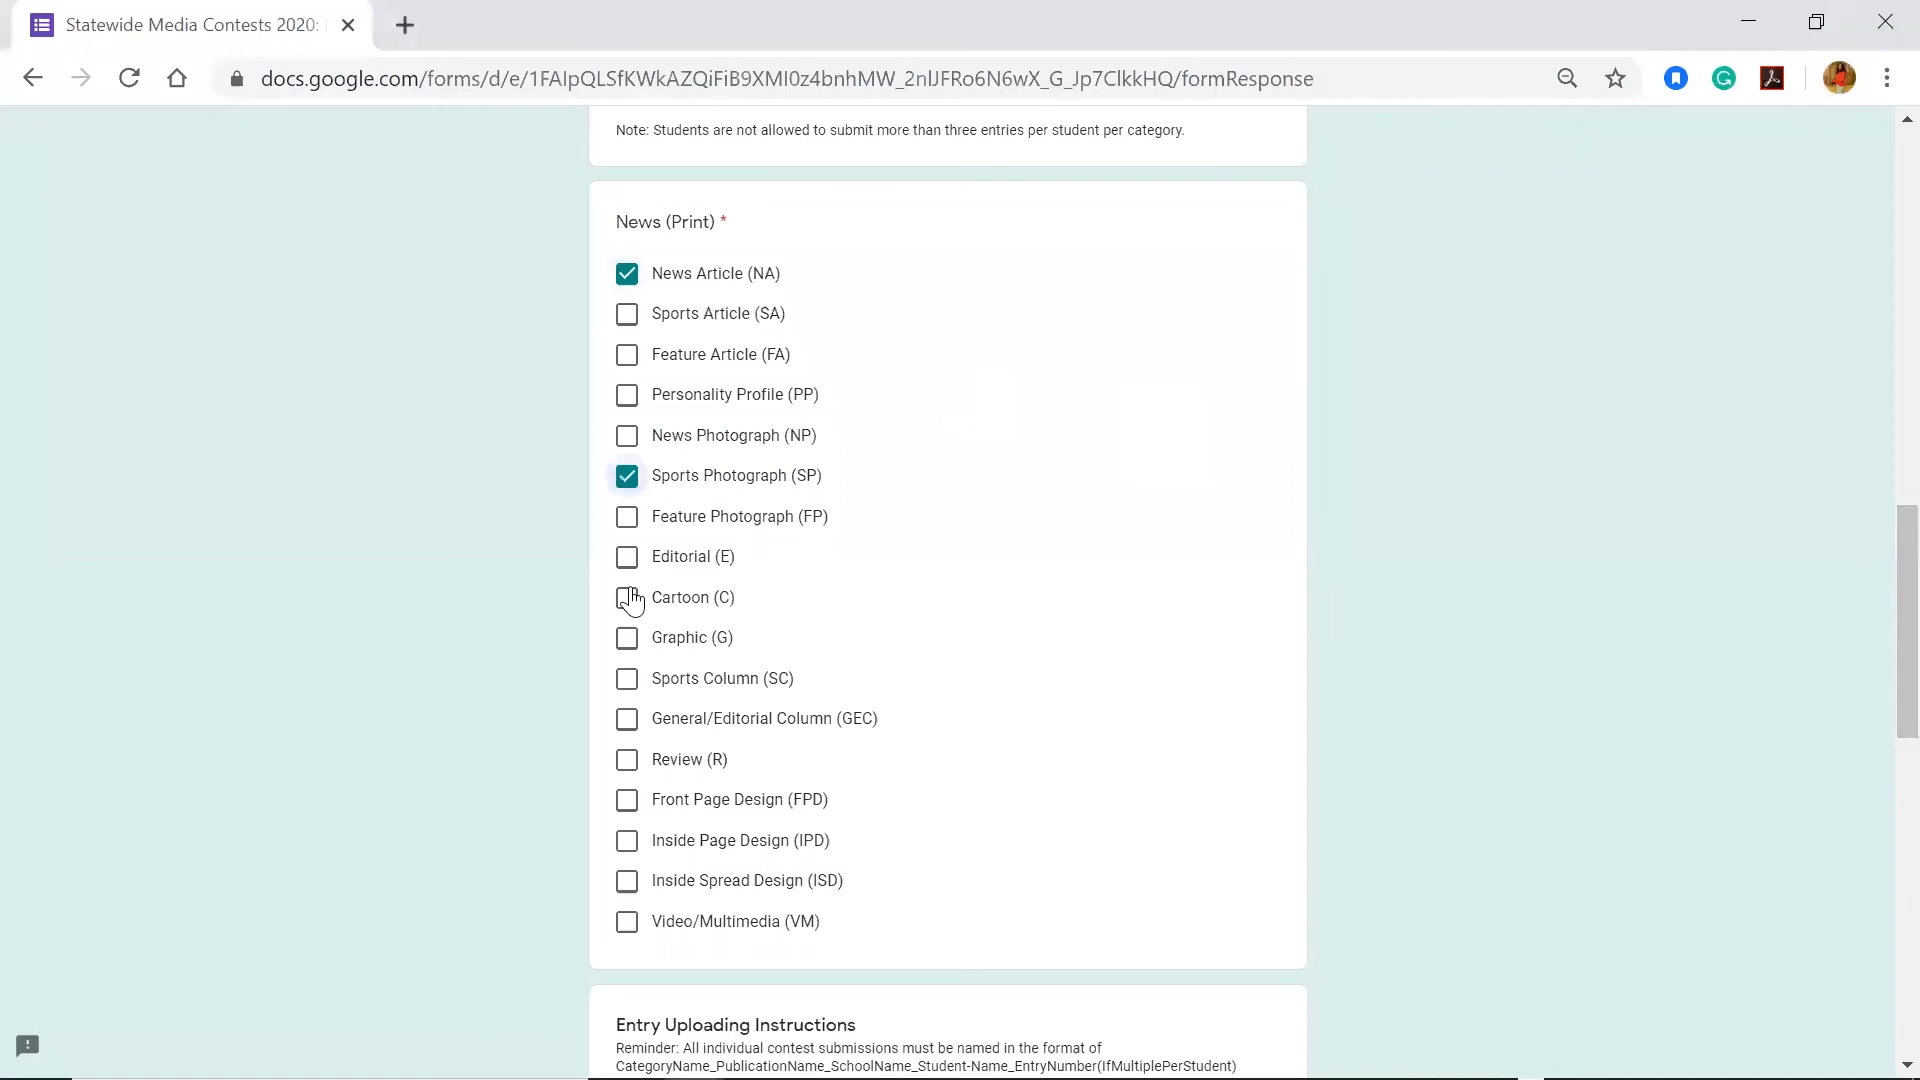 Statewide Media Contests 2020:
docs.google.com/forms/d/e/1FAIpQLSfKWkAZQiFiB9XMI0z4bnhMW_2nlJFRo6N6wX_G_Jp7ClkkHQ/formResponse
Note: Students are not allowed to submit more than three entries per student per category.
News (Print) *
News Article (NA)
Sports Article (SA)
Feature Article (FA)
Personality Profile (PP)
News Photograph (NP)
Sports Photograph (SP)
Feature Photograph (FP)
Editorial (E)
Cartoon (C)
Graphic (G)
Sports Column (SC)
General/Editorial Column (GEC)
Review (R)
Front Page Design (FPD)
Inside Page Design (IPD)
Inside Spread Design (ISD)
Video/Multimedia (VM)
Entry Uploading Instructions
Reminder: All individual contest submissions must be named in the format of
CategoryName_PublicationName_SchoolName_Student-Name_EntryNumber(IfMultiplePerStudent)